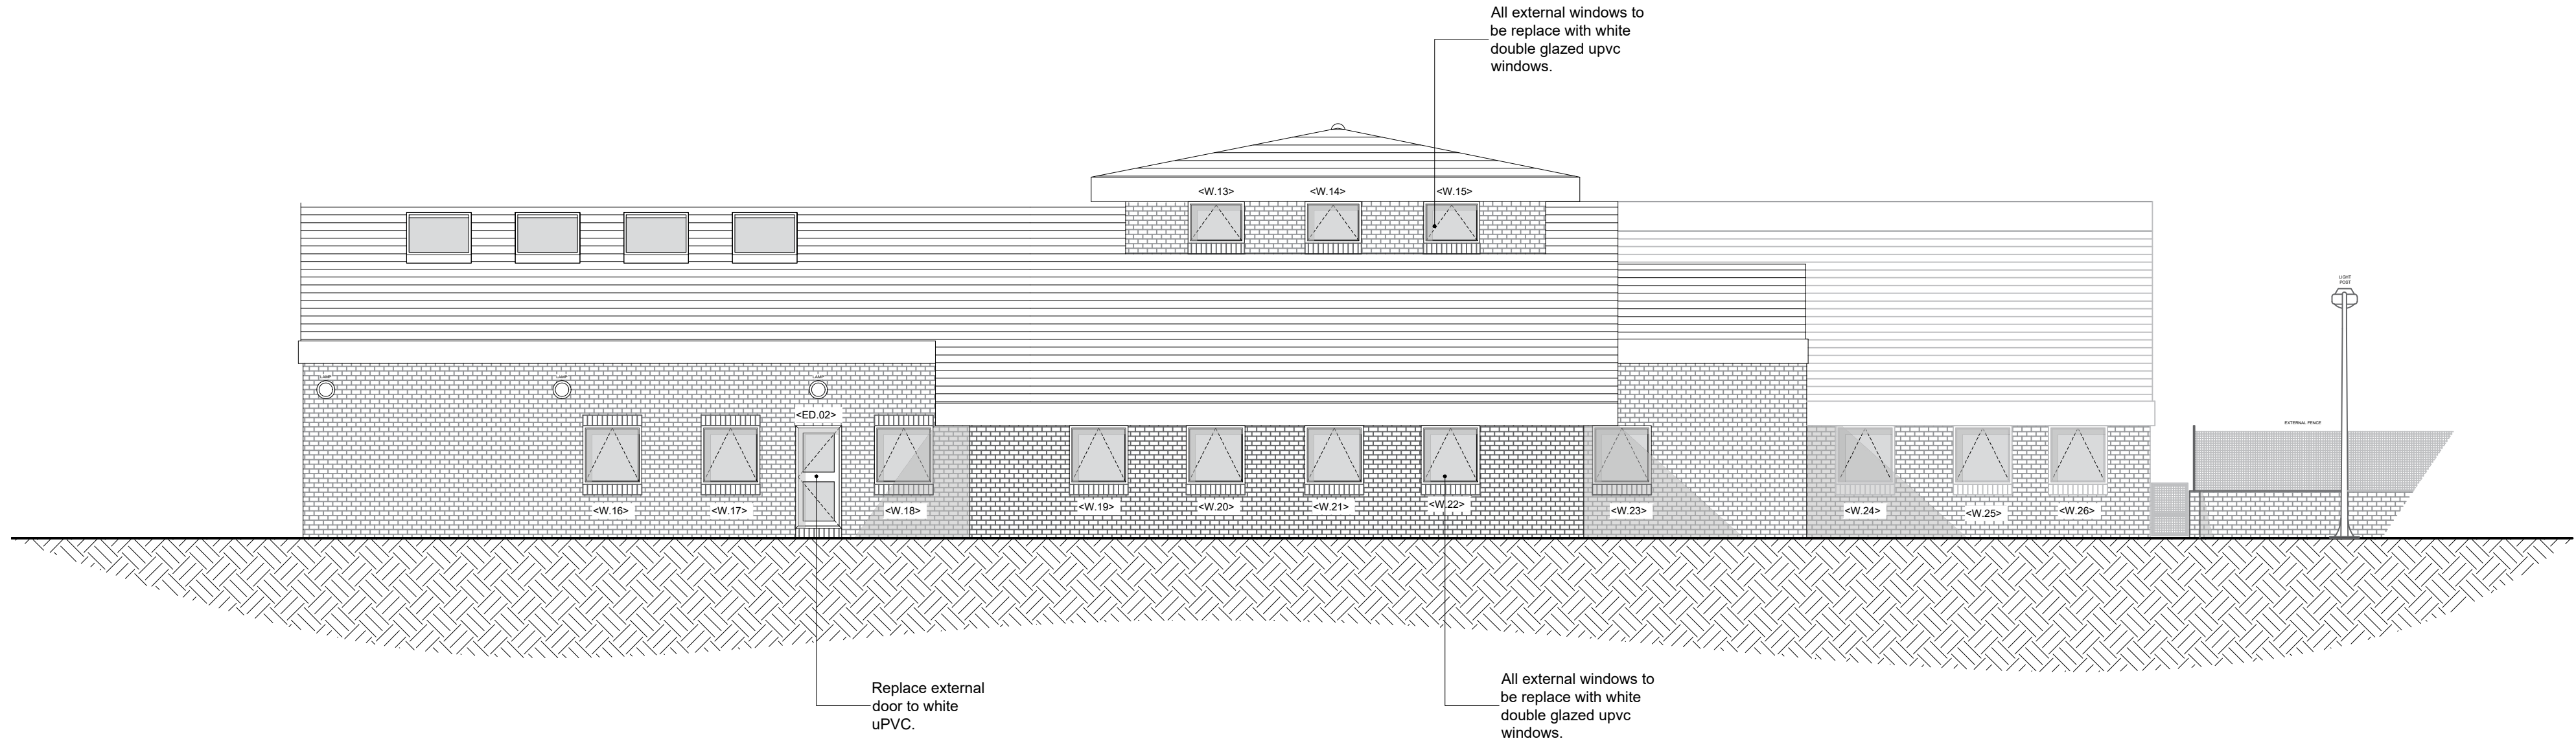 All external windows to
be replace with white
double glazed upvc
windows.
<W.13>
<W.14>
<W.15>
LIGHT
POST
<ED.02>
EXTERNAL FENCE
<W.16>
<W.17>
<W.18>
<W.19>
<W.20>
<W.21>
<W.22>
<W.23>
<W.24>
<W.25>
<W.26>
Replace external
door to white
uPVC.
All external windows to
be replace with white
double glazed upvc
windows.